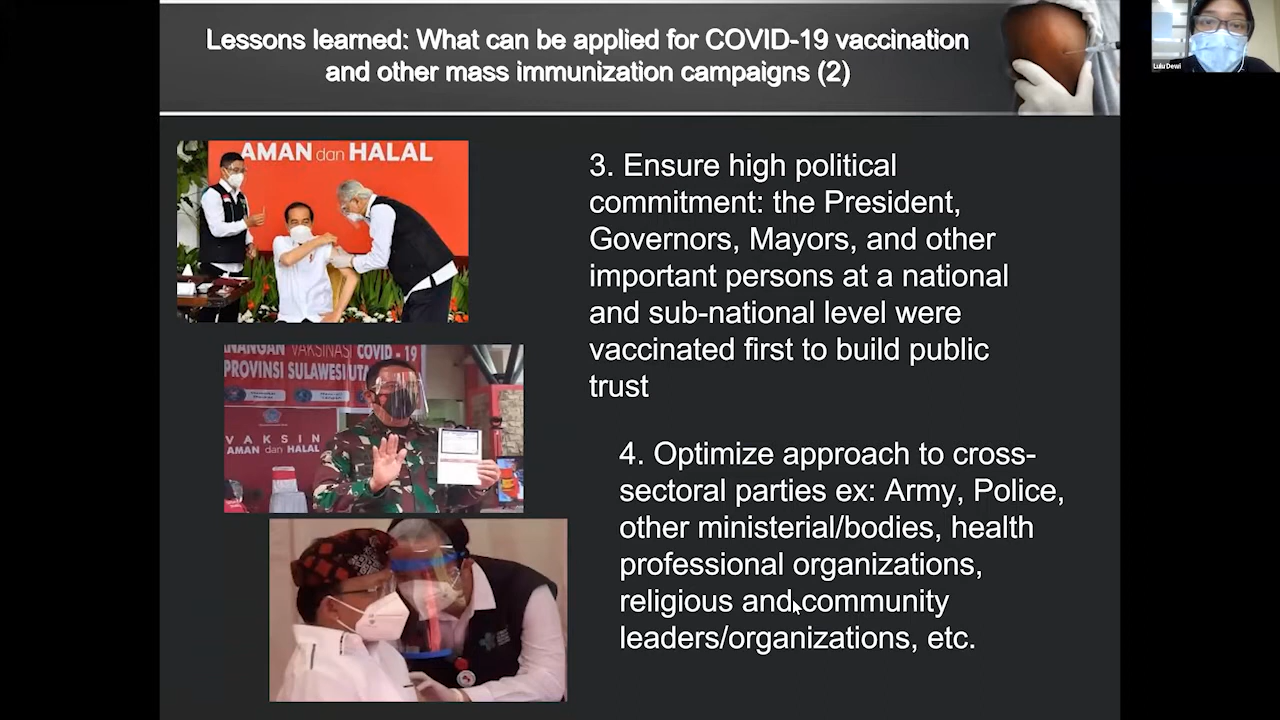 Lessons learned: What can be applied for COVID-19 vaccination
and other mass immunization campaigns (2)
Lulu Dewi
AMAN dan HALAL
3. Ensure high political
commitment: the President,
Governors, Mayors, and other
important persons at a national
and sub-national level were
vaccinated first to build public
trust
NANGAN VAKSINASI COVID - 19
PROVINSI SULAWESI UTA
VAKSIN
AMAN dan HALAL
4. Optimize approach to cross-
sectoral parties ex: Army, Police,
other ministerial/bodies, health
professional organizations,
religious and community
leaders/organizations, etc.